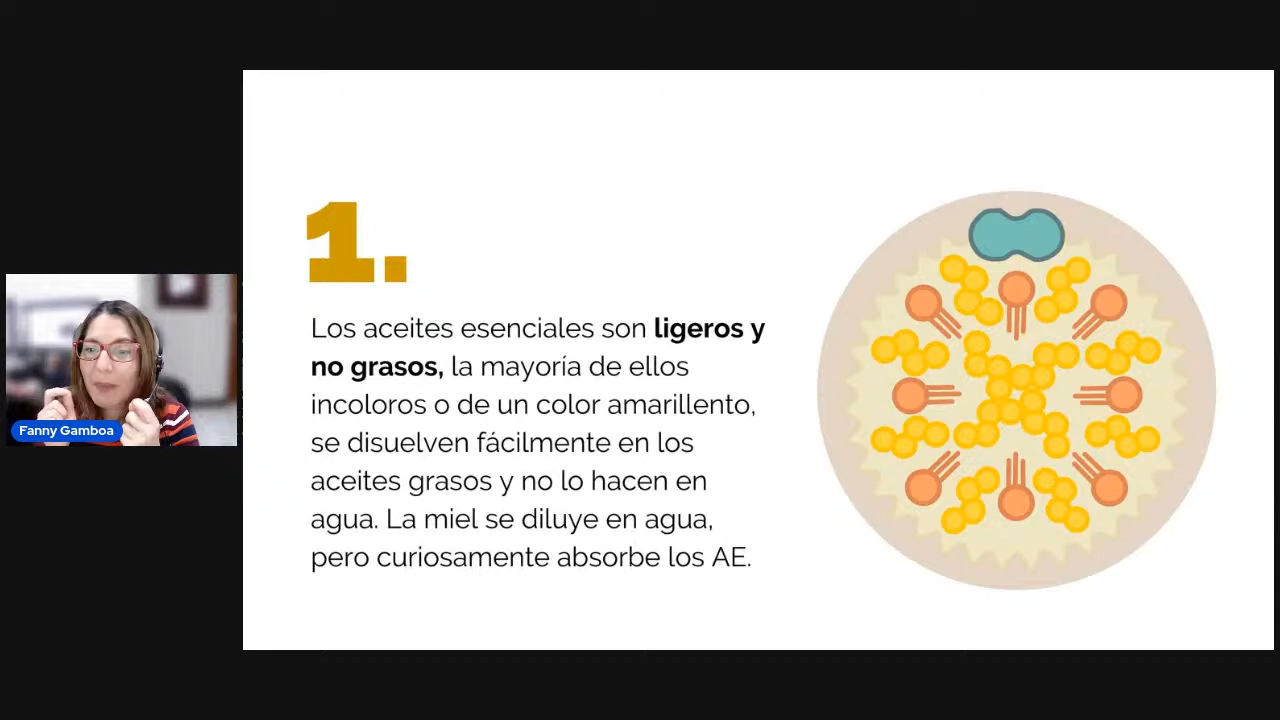 1.
Los aceites esenciales son ligeros y
no grasos, la mayoría de ellos
incoloros o de un color amarillento,
se disuelven fácilmente en los
aceites grasos y no lo hacen en
agua. La miel se diluye en agua,
pero curiosamente absorbe los AE.
Fanny Gamboa